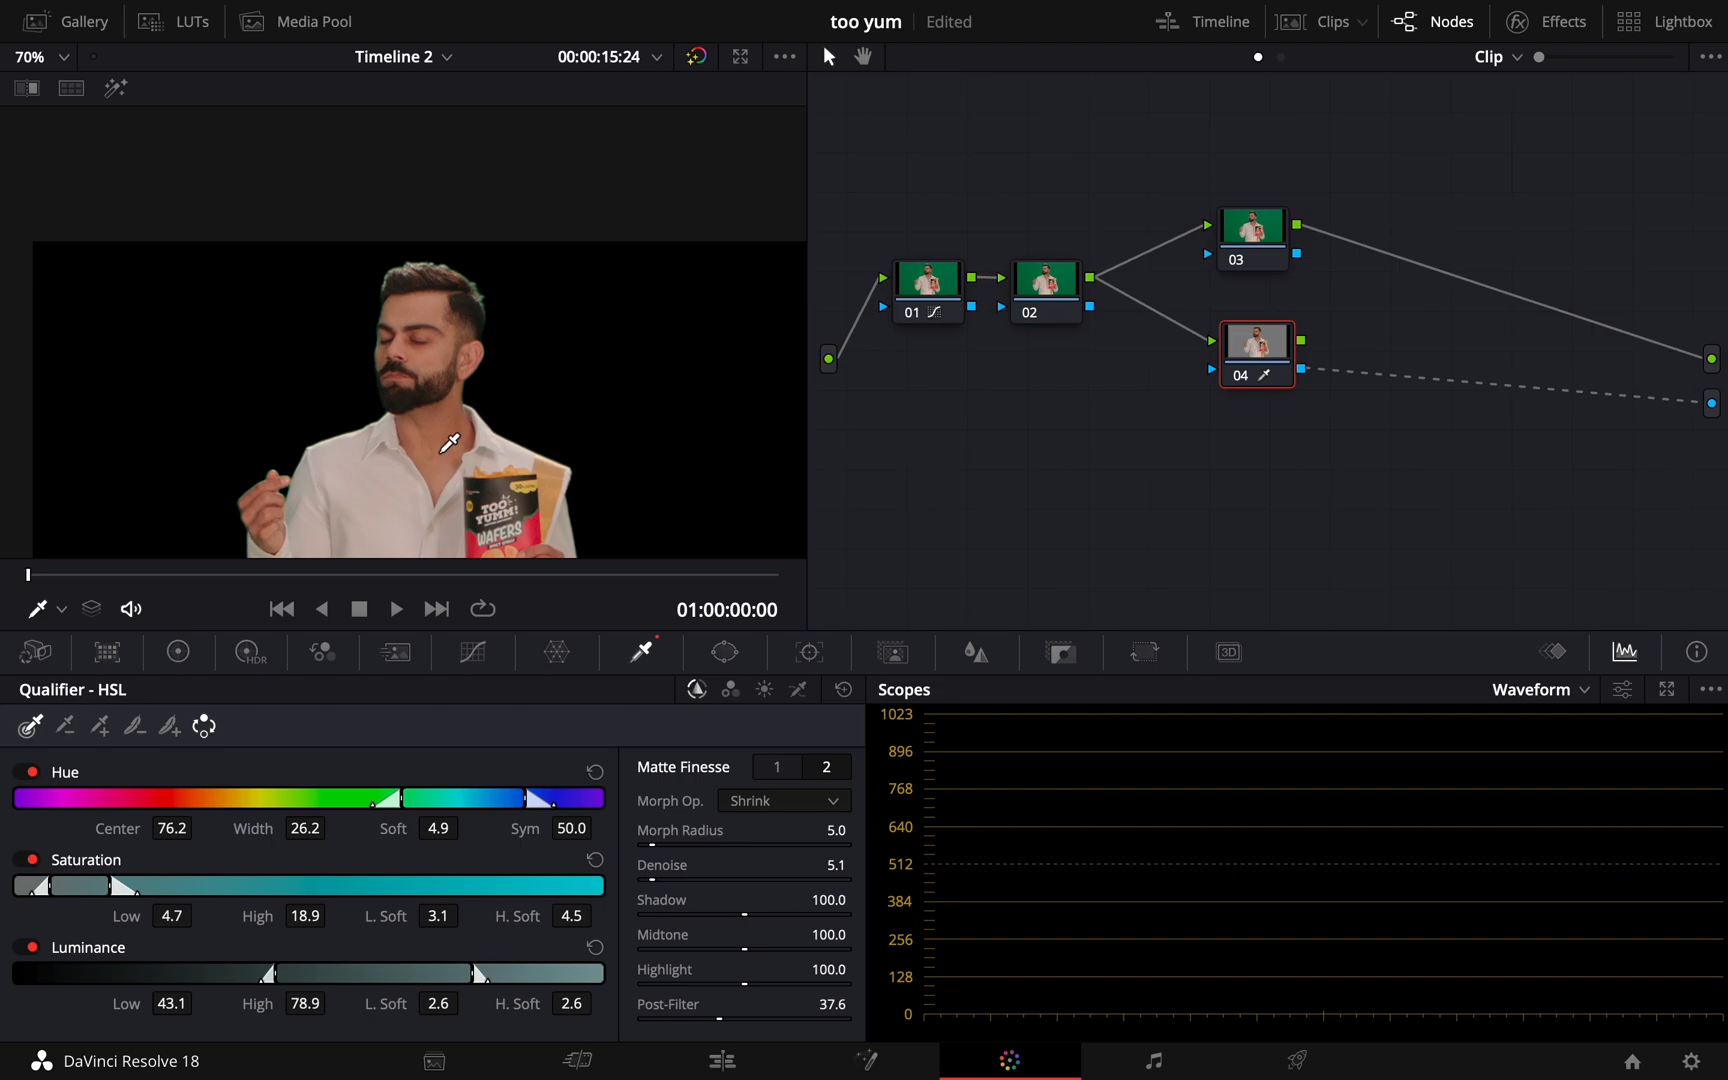 Gallery
LUTs
Media Pool
too yum
Edited
Timeline
Clips
Nodes
Effects
Lightbox
70%
Timeline 2
00:00:15:24
Clip
01
02
03
04
TOO
YUMM!
WAFERS
01:00:00:00
HDR
3D
Qualifier - HSL
Scopes
Waveform
Hue
Center 76.2 Width 26.2 Soft 4.9 Sym 50.0
Saturation
Low 4.7 High 18.9 L. Soft 3.1 H. Soft 4.5
Luminance
Low 43.1 High 78.9 L. Soft 2.6 H. Soft 2.6
Matte Finesse 1 2
Morph Op. Shrink
Morph Radius 5.0
Denoise 5.1
Shadow 100.0
Midtone 100.0
Highlight 100.0
Post-Filter 37.6
1023
896
768
640
512
384
256
128
0
DaVinci Resolve 18